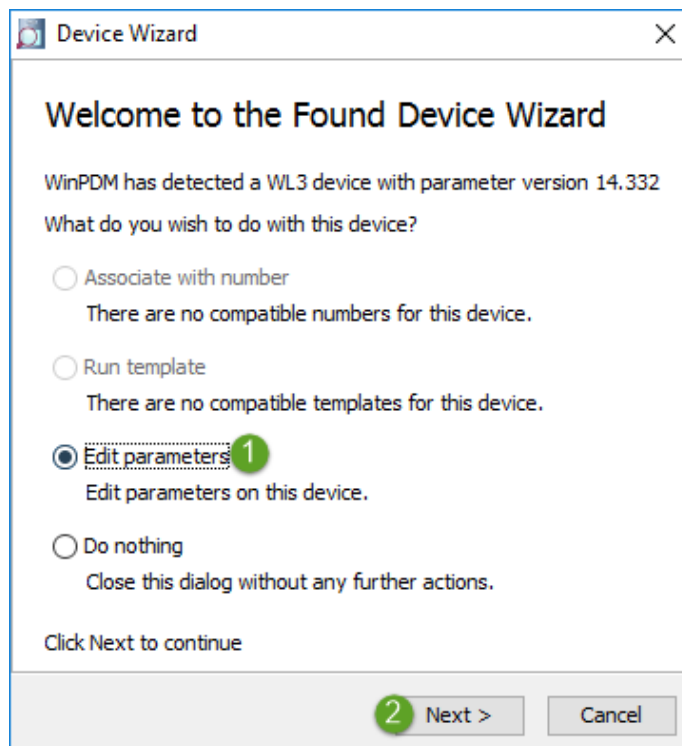 Device Wizard
Welcome to the Found Device Wizard
WinPDM has detected a WL3 device with parameter version 14.332
What do you wish to do with this device?
Associate with number
There are no compatible numbers for this device.
Run template
There are no compatible templates for this device.
Edit parameters 1
Edit parameters on this device.
Do nothing
Close this dialog without any further actions.
Click Next to continue
2 Next > Cancel